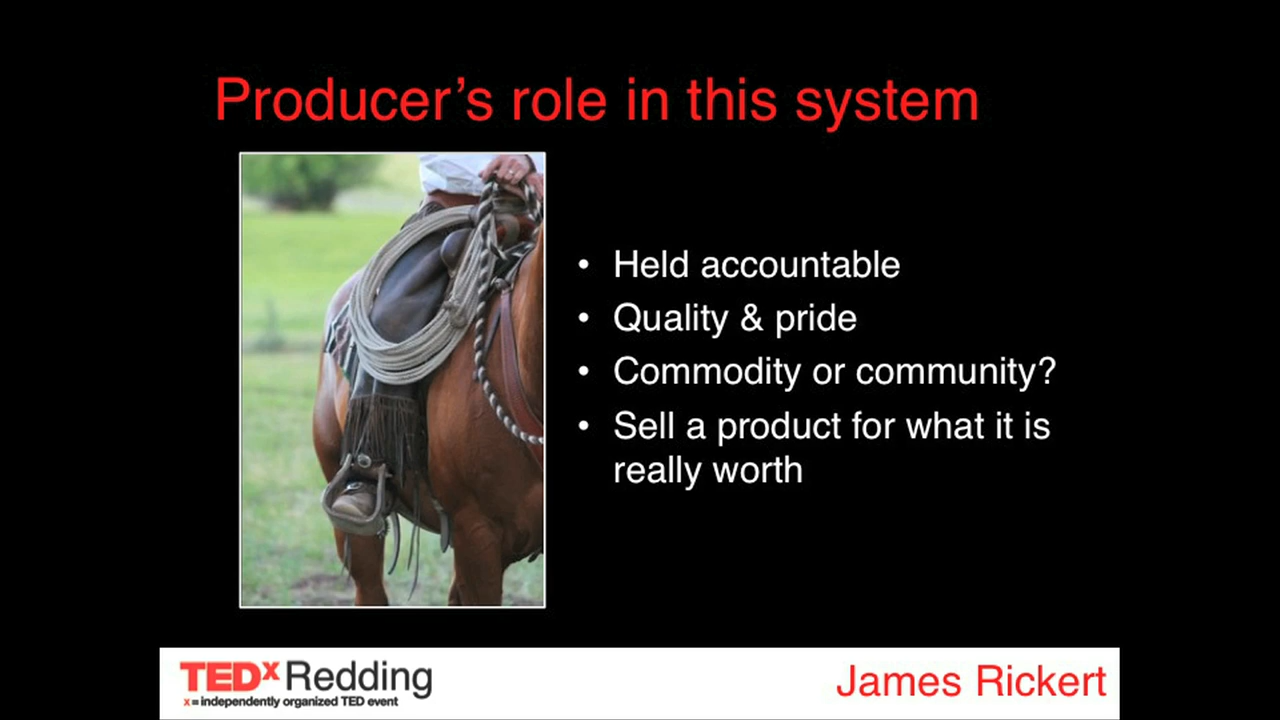 Producer’s role in this system
• Held accountable
• Quality & pride
• Commodity or community?
• Sell a product for what it is
really worth
TEDx Redding
x = independently organized TED event
James Rickert